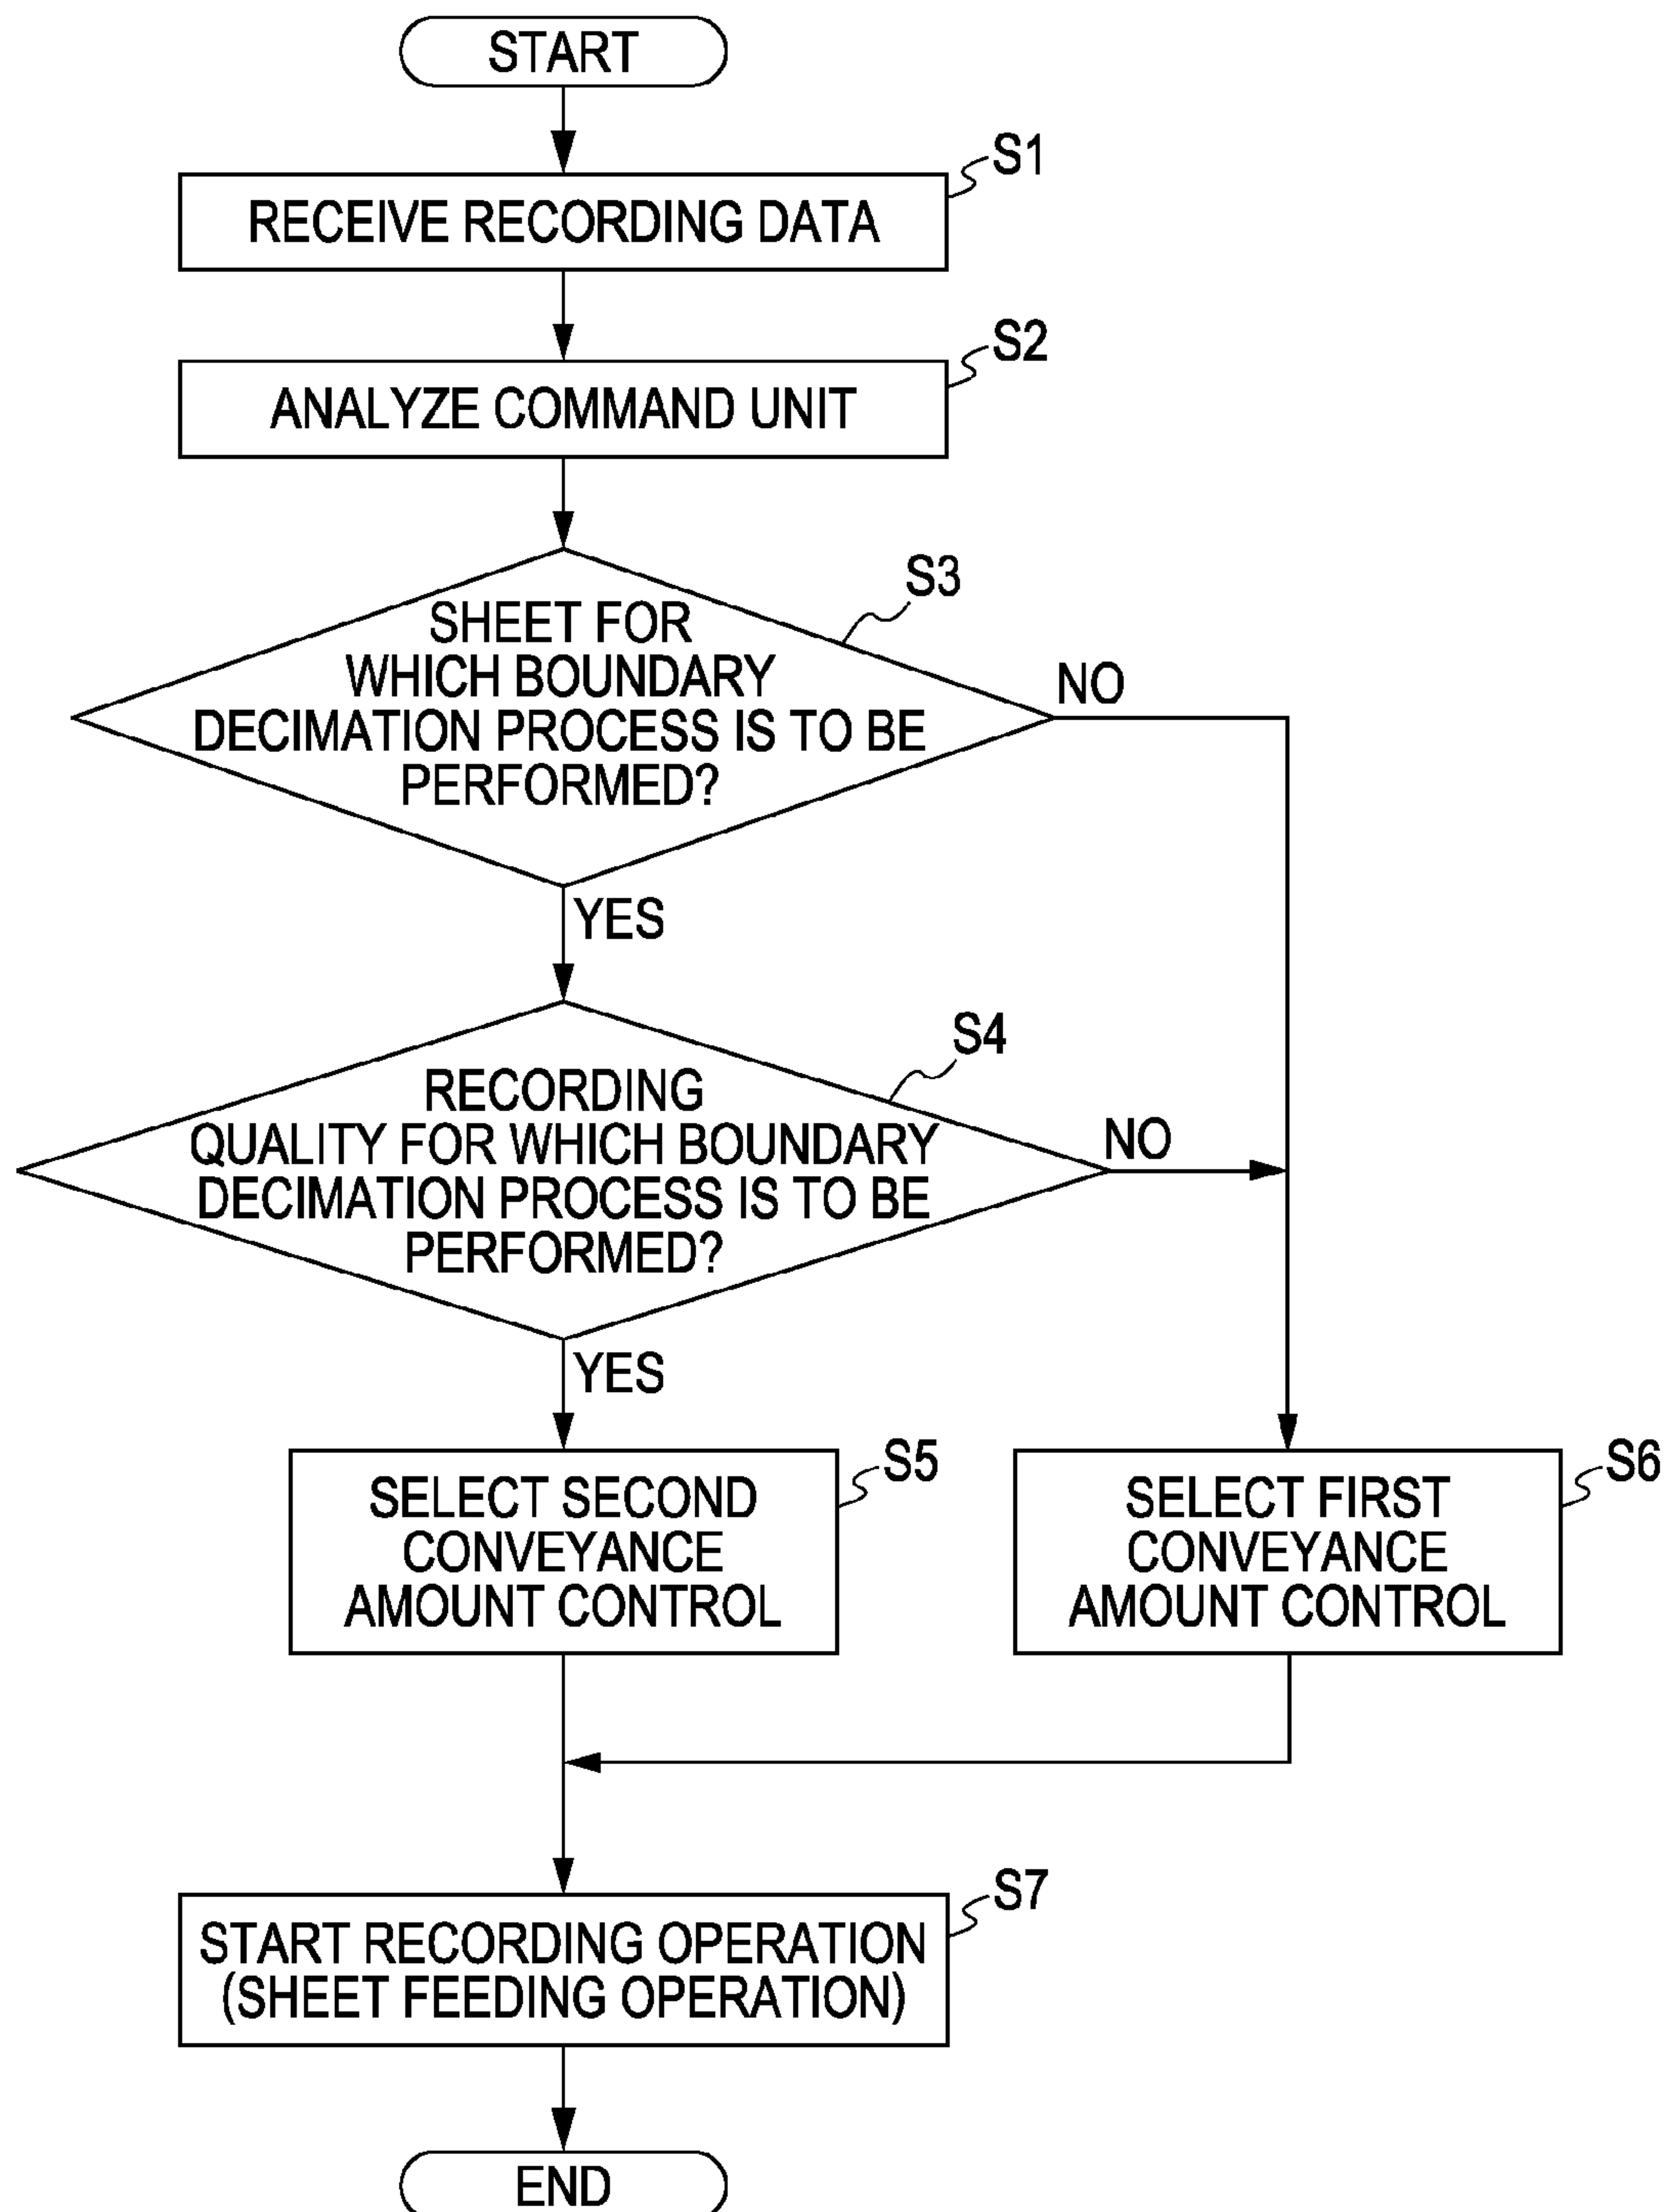 START
S1
RECEIVE RECORDING DATA
S2
ANALYZE COMMAND UNIT
S3
SHEET FOR
WHICH BOUNDARY
DECIMATION PROCESS IS TO BE
PERFORMED?
NO
YES
S4
RECORDING
QUALITY FOR WHICH BOUNDARY
DECIMATION PROCESS IS TO BE
PERFORMED?
NO
YES
S5
SELECT SECOND
CONVEYANCE
AMOUNT CONTROL
S6
SELECT FIRST
CONVEYANCE
AMOUNT CONTROL
S7
START RECORDING OPERATION
(SHEET FEEDING OPERATION)
END